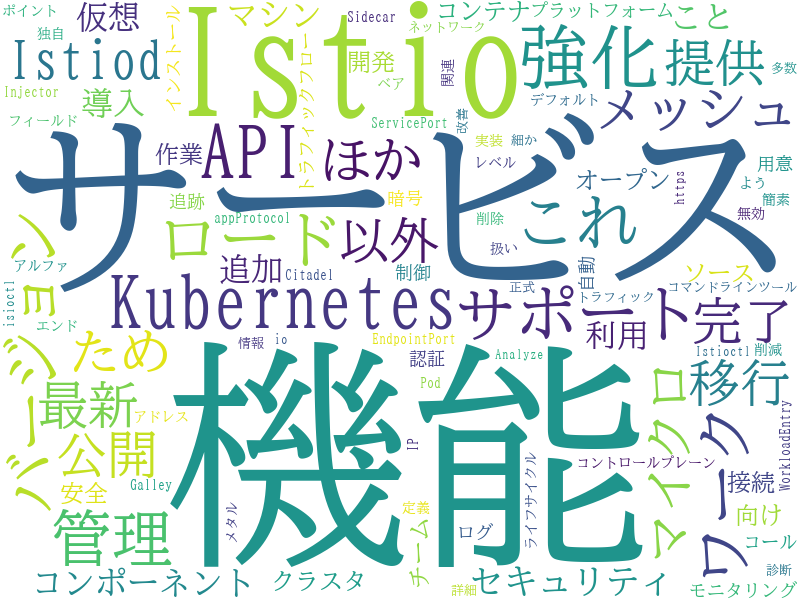 ポイント
独自
仮想
インストール
マシン
Sidecar
ネットワーク
コンテナ
プラットフォーム
こと
Istiod
Istio
開発
ベア
関連
強化
提供
多数
Injector
導入
フィールド
トラフィックフロー
ServicePort
改善
デフォルト
メッシュ
作業
API
ほか
実装
細か
レベル
オープン
用意
よう
サービス
追跡
暗号
削除
これ
https
簡素
無効
appProtocol
ロード
以外
扱い
アルファ
追加
Citadel
制御
正式
自動
ソース
コマンドラインツール
isioctl
エンド
Kubernetes
サポート
トラフィック
完了
バージョン
ため
情報
io
EndpointPort
利用
Istioctl
削減
認証
Analyze
最新
アドレス
機能
Pod
移行
マイクロ
ワーク
WorkloadEntry
公開
IP
コントロールプレーン
接続
安全
Galley
管理
メタル
定義
チーム
ログ
ライフサイクル
向け
コール
コンポーネント
クラスタ
詳細
セキュリティ
診断
モニタリング